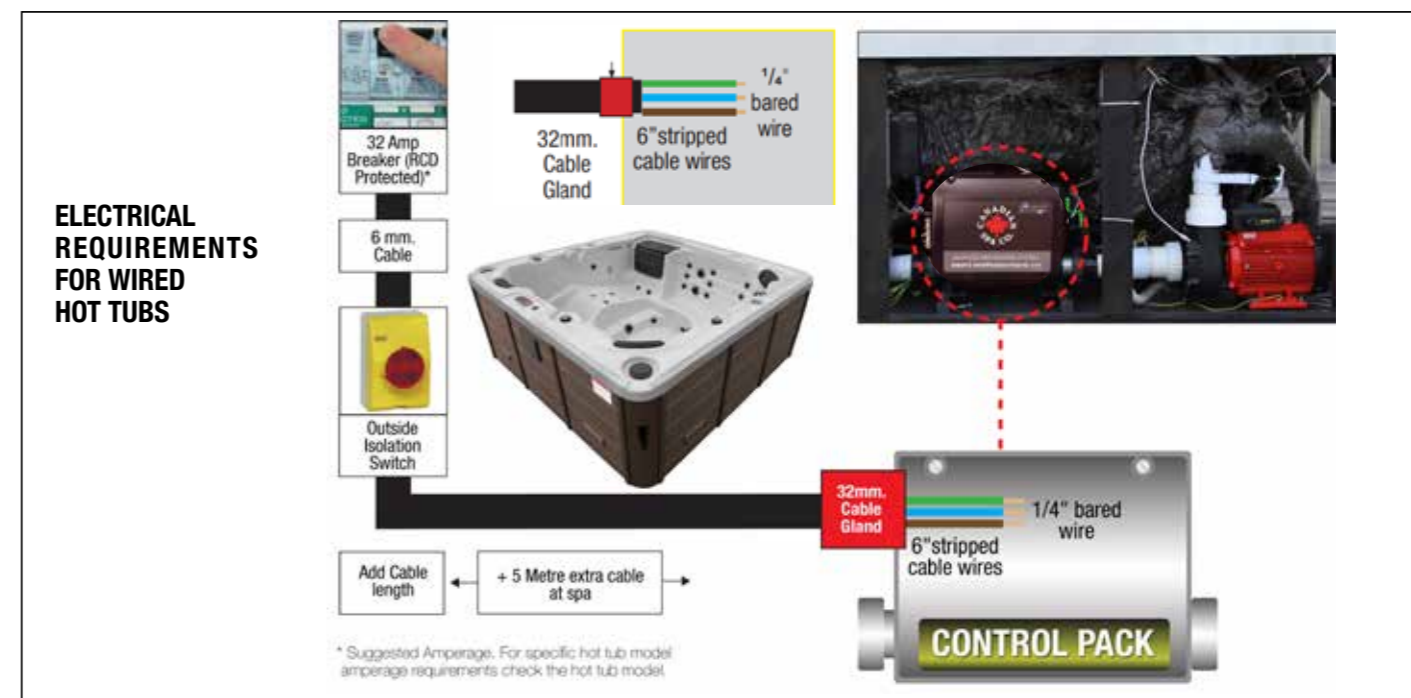 ELECTRICAL
REQUIREMENTS
FOR WIRED
HOT TUBS
32 Amp
Breaker (RCD
Protected)*
6 mm.
Cable
Outside
Isolation
Switch
Add Cable
length
+ 5 Metre extra cable
at spa
* Suggested Amperage. For specific hot tub model
amperage requirements check the hot tub model.
32mm.
Cable
Gland
6"stripped
cable wires
1/4"
bared
wire
CANADIAN
SPA CO.
32mm.
Cable
Gland
6"stripped
cable wires
1/4" bared
wire
CONTROL PACK